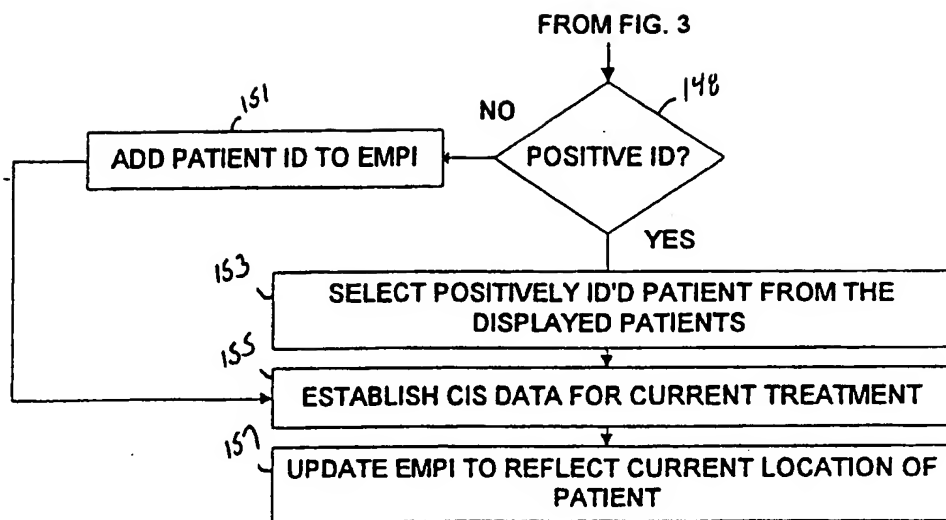 FROM FIG. 3
148
NO
151
POSITIVE ID?
ADD PATIENT ID TO EMPI
YES
153
SELECT POSITIVELY ID'D PATIENT FROM THE
DISPLAYED PATIENTS
155
ESTABLISH CIS DATA FOR CURRENT TREATMENT
157
UPDATE EMPI TO REFLECT CURRENT LOCATION OF
PATIENT